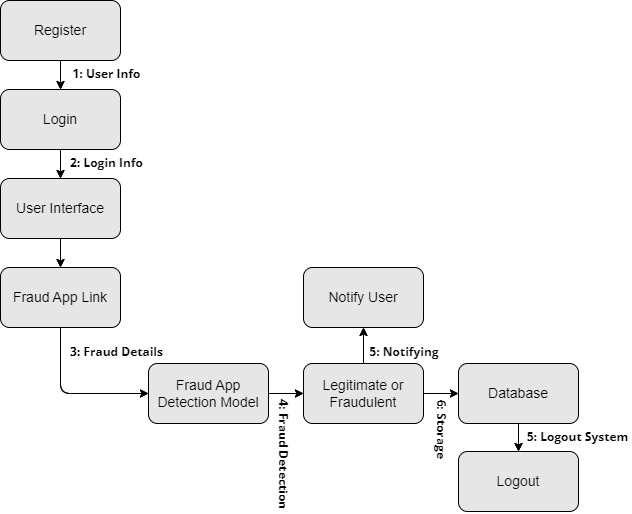 Register
1: User Info
Login
2: Login Info
User Interface
Fraud App Link
Notify User
3: Fraud Details
5: Notifying
Fraud App
Detection Model
4: Fraud Detection
Legitimate or
Fraudulent
6: Storage
Database
5: Logout System
Logout